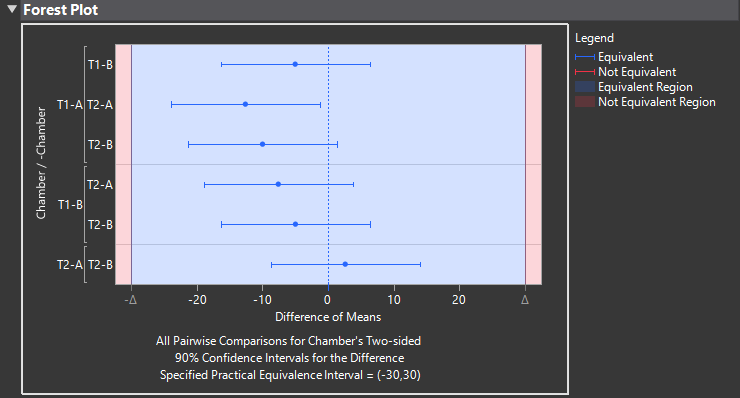 Forest Plot
Chamber / -Chamber
T1-A
T1-B
T2-A
T2-B
T1-B
T2-A
T2-B
T2-A
T2-B
-Δ
-20
-10
0
10
20
Δ
Difference of Means
All Pairwise Comparisons for Chamber's Two-sided
90% Confidence Intervals for the Difference
Specified Practical Equivalence Interval = (-30,30)
Legend
Equivalent
Not Equivalent
Equivalent Region
Not Equivalent Region